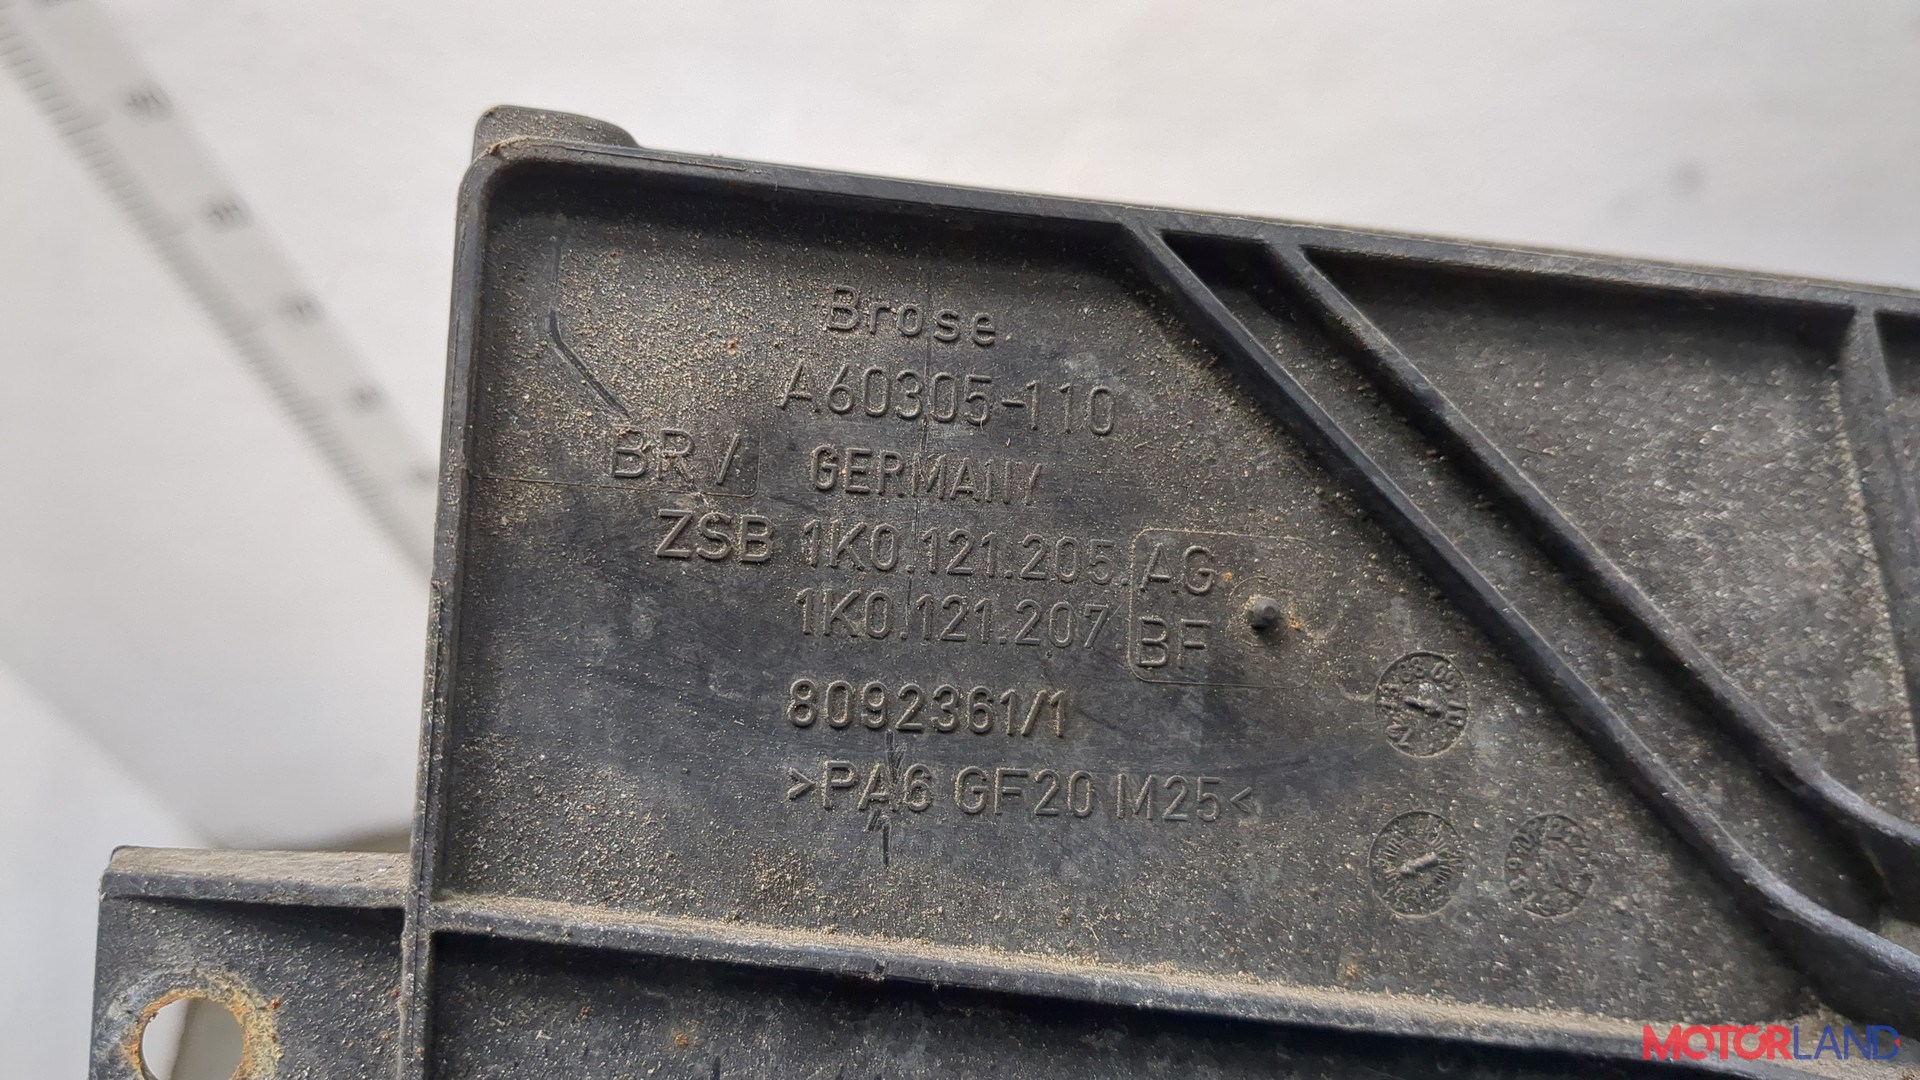 Brose
A60305-110
BRV GERMANY
ZSB 1K0.121.205.AG
1K0.121.207 BF
8092361/1
>PA6 GF20 M25<
MOTORLAND